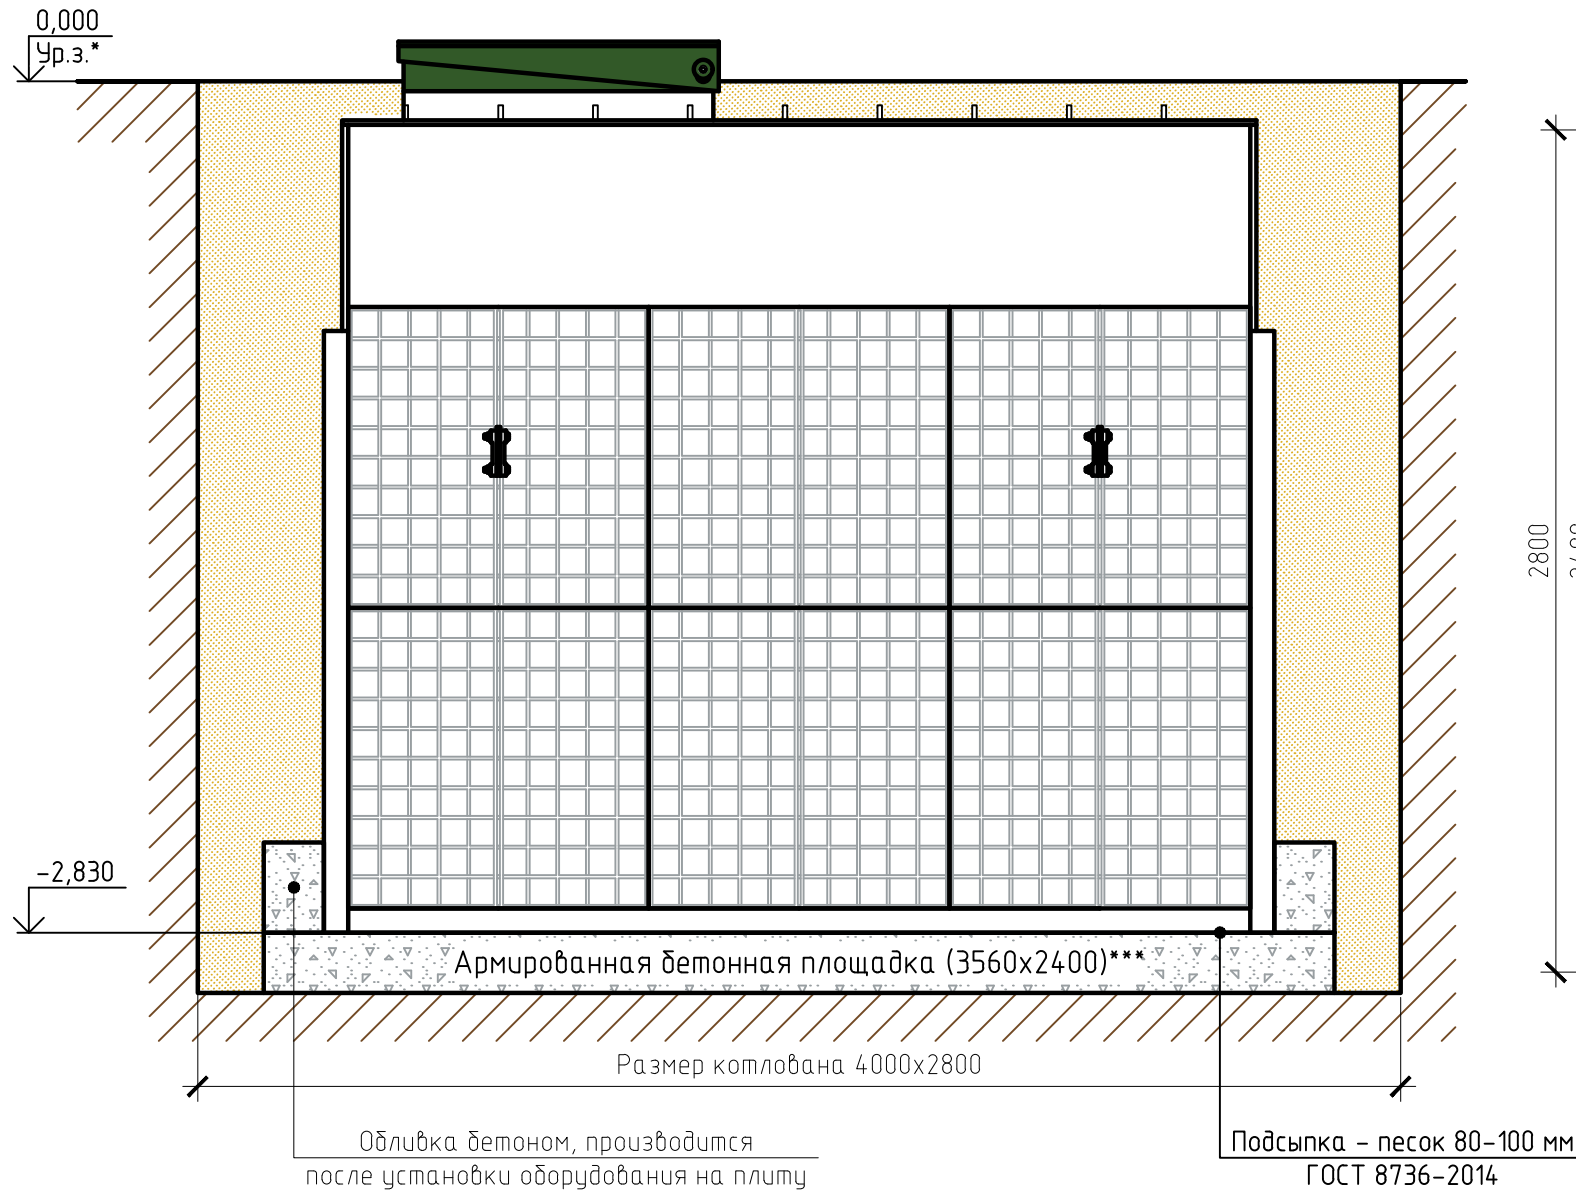 0,000
Ур.з.*
2800
-2,830
Армированная бетонная площадка (3560х2400)***
Размер котлована 4000х2800
Обливка бетоном, производится
после установки оборудования на плиту
Подсыпка - песок 80-100 мм
ГОСТ 8736-2014